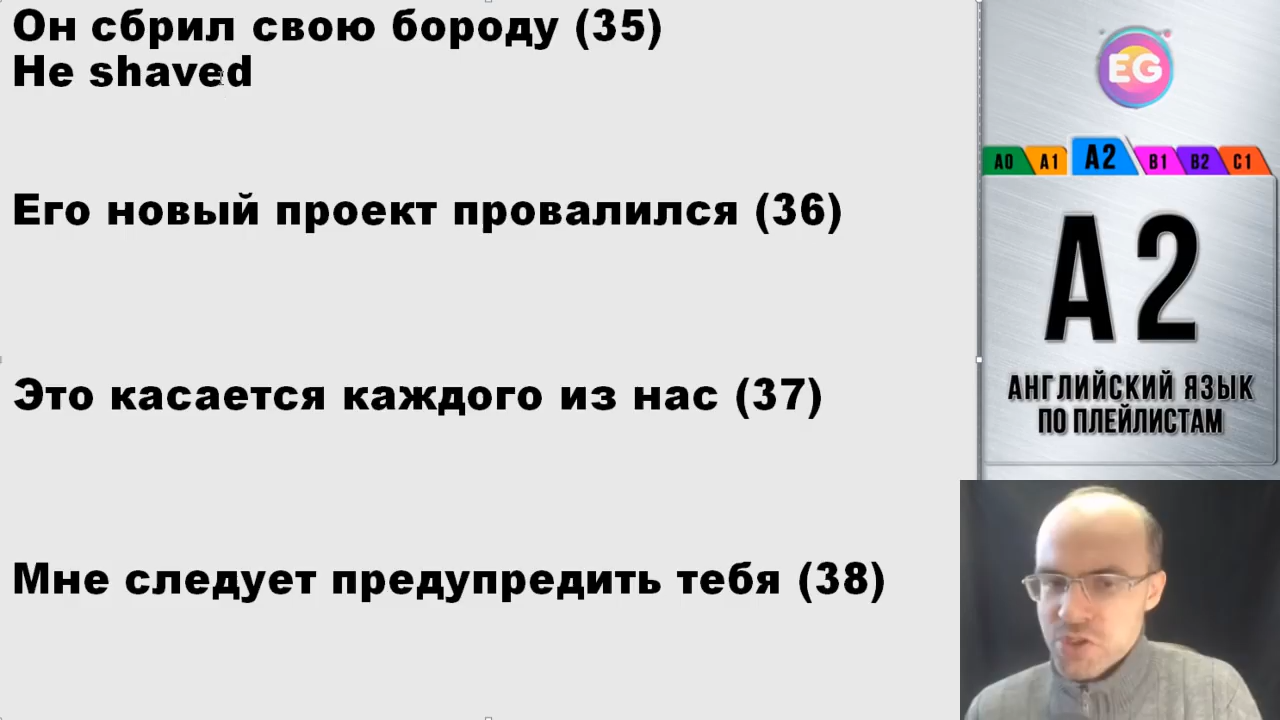 Он сбрил свою бороду (35)
He shaved
Его новый проект провалился (36)
Это касается каждого из нас (37)
Мне следует предупредить тебя (38)
EG
A0 A1 A2 B1 B2 C1
A2
АНГЛИЙСКИЙ ЯЗЫК
ПО ПЛЕЙЛИСТАМ